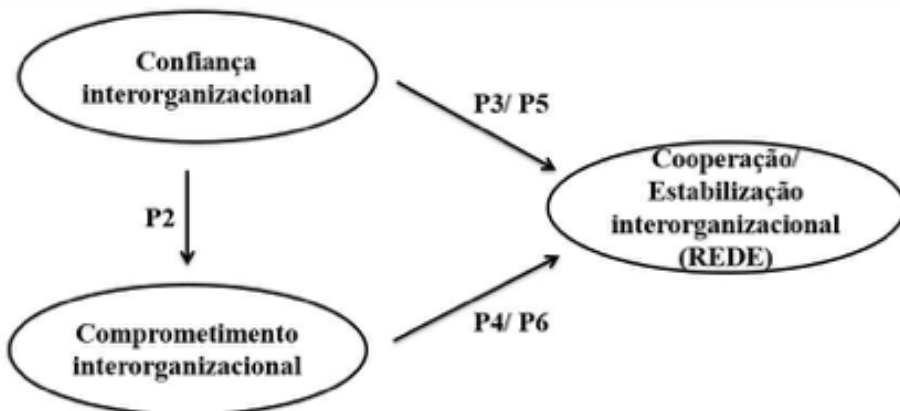 Confiança
interorganizacional
P3/ P5
Cooperação/
Estabilização
interorganizacional
(REDE)
P2
P4/ P6
Comprometimento
interorganizacional